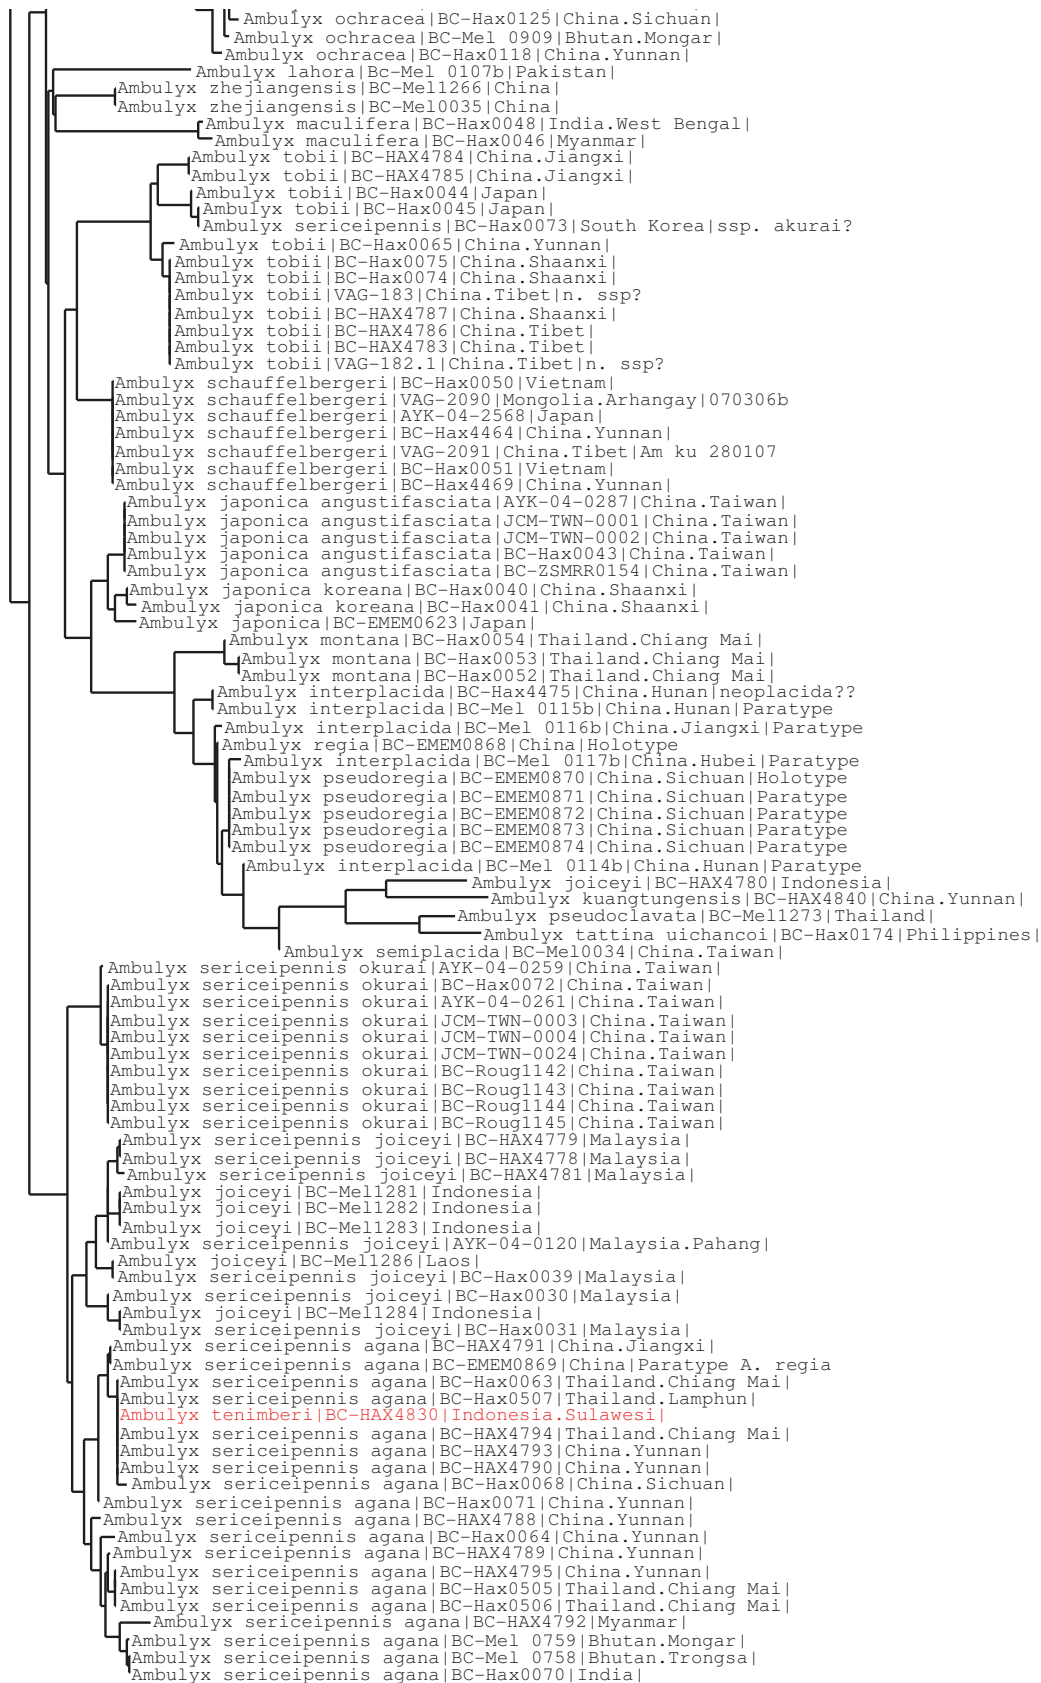 Ambulyx ochracea|BC-Hax0125|China.Sichuan|
Ambulyx ochracea|BC-Mel 0909|Bhutan.Mongar|
Ambulyx ochracea|BC-Hax0118|China.Yunnan|
Ambulyx lahora|Bc-Mel 0107b|Pakistan|
Ambulyx zhejiangensis|BC-Mel1266|China|
Ambulyx zhejiangensis|BC-Mel0035|China|
Ambulyx maculifera|BC-Hax0048|India.West Bengal|
Ambulyx maculifera|BC-Hax0046|Myanmar|
Ambulyx tobii|BC-HAX4784|China.Jiangxi|
Ambulyx tobii|BC-HAX4785|China.Jiangxi|
Ambulyx tobii|BC-Hax0044|Japan|
Ambulyx tobii|BC-Hax0045|Japan|
Ambulyx sericeipennis|BC-Hax0073|South Korea|ssp. akurai?
Ambulyx tobii|BC-Hax0065|China.Yunnan|
Ambulyx tobii|BC-Hax0075|China.Shaanxi|
Ambulyx tobii|BC-Hax0074|China.Shaanxi|
Ambulyx tobii|VAG-183|China.Tibet|n. ssp?
Ambulyx tobii|BC-HAX4787|China.Shaanxi|
Ambulyx tobii|BC-HAX4786|China.Tibet|
Ambulyx tobii|BC-HAX4783|China.Tibet|
Ambulyx tobii|VAG-182.1|China.Tibet|n. ssp?
Ambulyx schauffelbergeri|BC-Hax0050|Vietnam|
Ambulyx schauffelbergeri|VAG-2090|Mongolia.Arhangay|070306b
Ambulyx schauffelbergeri|AYK-04-2568|Japan|
Ambulyx schauffelbergeri|BC-Hax4464|China.Yunnan|
Ambulyx schauffelbergeri|VAG-2091|China.Tibet|Am ku 280107
Ambulyx schauffelbergeri|BC-Hax0051|Vietnam|
Ambulyx schauffelbergeri|BC-Hax4469|China.Yunnan|
Ambulyx japonica angustifasciata|AYK-04-0287|China.Taiwan|
Ambulyx japonica angustifasciata|JCM-TWN-0001|China.Taiwan|
Ambulyx japonica angustifasciata|JCM-TWN-0002|China.Taiwan|
Ambulyx japonica angustifasciata|BC-Hax0043|China.Taiwan|
Ambulyx japonica angustifasciata|BC-ZSMRR0154|China.Taiwan|
Ambulyx japonica koreana|BC-Hax0040|China.Shaanxi|
Ambulyx japonica koreana|BC-Hax0041|China.Shaanxi|
Ambulyx japonica|BC-EMEM0623|Japan|
Ambulyx montana|BC-Hax0054|Thailand.Chiang Mai|
Ambulyx montana|BC-Hax0053|Thailand.Chiang Mai|
Ambulyx montana|BC-Hax0052|Thailand.Chiang Mai|
Ambulyx interplacida|BC-Hax4475|China.Hunan|neoplacida??
Ambulyx interplacida|BC-Mel 0115b|China.Hunan|Paratype
Ambulyx interplacida|BC-Mel 0116b|China.Jiangxi|Paratype
Ambulyx regia|BC-EMEM0868|China|Holotype
Ambulyx interplacida|BC-Mel 0117b|China.Hubei|Paratype
Ambulyx pseudoregia|BC-EMEM0870|China.Sichuan|Holotype
Ambulyx pseudoregia|BC-EMEM0871|China.Sichuan|Paratype
Ambulyx pseudoregia|BC-EMEM0872|China.Sichuan|Paratype
Ambulyx pseudoregia|BC-EMEM0873|China.Sichuan|Paratype
Ambulyx pseudoregia|BC-EMEM0874|China.Sichuan|Paratype
Ambulyx interplacida|BC-Mel 0114b|China.Hunan|Paratype
Ambulyx joiceyi|BC-HAX4780|Indonesia|
Ambulyx kuangtungensis|BC-HAX4840|China.Yunnan|
Ambulyx pseudoclavata|BC-Mel1273|Thailand|
Ambulyx tattina uichancoi|BC-Hax0174|Philippines|
Ambulyx semiplacida|BC-Mel0034|China.Taiwan|
Ambulyx sericeipennis okurai|AYK-04-0259|China.Taiwan|
Ambulyx sericeipennis okurai|BC-Hax0072|China.Taiwan|
Ambulyx sericeipennis okurai|AYK-04-0261|China.Taiwan|
Ambulyx sericeipennis okurai|JCM-TWN-0003|China.Taiwan|
Ambulyx sericeipennis okurai|JCM-TWN-0004|China.Taiwan|
Ambulyx sericeipennis okurai|JCM-TWN-0024|China.Taiwan|
Ambulyx sericeipennis okurai|BC-Roug1142|China.Taiwan|
Ambulyx sericeipennis okurai|BC-Roug1143|China.Taiwan|
Ambulyx sericeipennis okurai|BC-Roug1144|China.Taiwan|
Ambulyx sericeipennis okurai|BC-Roug1145|China.Taiwan|
Ambulyx sericeipennis joiceyi|BC-HAX4779|Malaysia|
Ambulyx sericeipennis joiceyi|BC-HAX4778|Malaysia|
Ambulyx sericeipennis joiceyi|BC-HAX4781|Malaysia|
Ambulyx joiceyi|BC-Mel1281|Indonesia|
Ambulyx joiceyi|BC-Mel1282|Indonesia|
Ambulyx joiceyi|BC-Mel1283|Indonesia|
Ambulyx sericeipennis joiceyi|AYK-04-0120|Malaysia.Pahang|
Ambulyx joiceyi|BC-Mel1286|Laos|
Ambulyx sericeipennis joiceyi|BC-Hax0039|Malaysia|
Ambulyx sericeipennis joiceyi|BC-Hax0030|Malaysia|
Ambulyx joiceyi|BC-Mel1284|Indonesia|
Ambulyx sericeipennis joiceyi|BC-Hax0031|Malaysia|
Ambulyx sericeipennis agana|BC-HAX4791|China.Jiangxi|
Ambulyx sericeipennis agana|BC-EMEM0869|China|Paratype A. regia
Ambulyx sericeipennis agana|BC-Hax0063|Thailand.Chiang Mai|
Ambulyx sericeipennis agana|BC-Hax0507|Thailand.Lamphun|
Ambulyx tenimberi|BC-HAX4830|Indonesia.Sulawesi|
Ambulyx sericeipennis agana|BC-HAX4794|Thailand.Chiang Mai|
Ambulyx sericeipennis agana|BC-HAX4793|China.Yunnan|
Ambulyx sericeipennis agana|BC-HAX4790|China.Yunnan|
Ambulyx sericeipennis agana|BC-Hax0068|China.Sichuan|
Ambulyx sericeipennis agana|BC-Hax0071|China.Yunnan|
Ambulyx sericeipennis agana|BC-HAX4788|China.Yunnan|
Ambulyx sericeipennis agana|BC-Hax0064|China.Yunnan|
Ambulyx sericeipennis agana|BC-HAX4789|China.Yunnan|
Ambulyx sericeipennis agana|BC-HAX4795|China.Yunnan|
Ambulyx sericeipennis agana|BC-Hax0505|Thailand.Chiang Mai|
Ambulyx sericeipennis agana|BC-Hax0506|Thailand.Chiang Mai|
Ambulyx sericeipennis agana|BC-HAX4792|Myanmar|
Ambulyx sericeipennis agana|BC-Mel 0759|Bhutan.Mongar|
Ambulyx sericeipennis agana|BC-Mel 0758|Bhutan.Trongsa|
Ambulyx sericeipennis agana|BC-Hax0070|India|